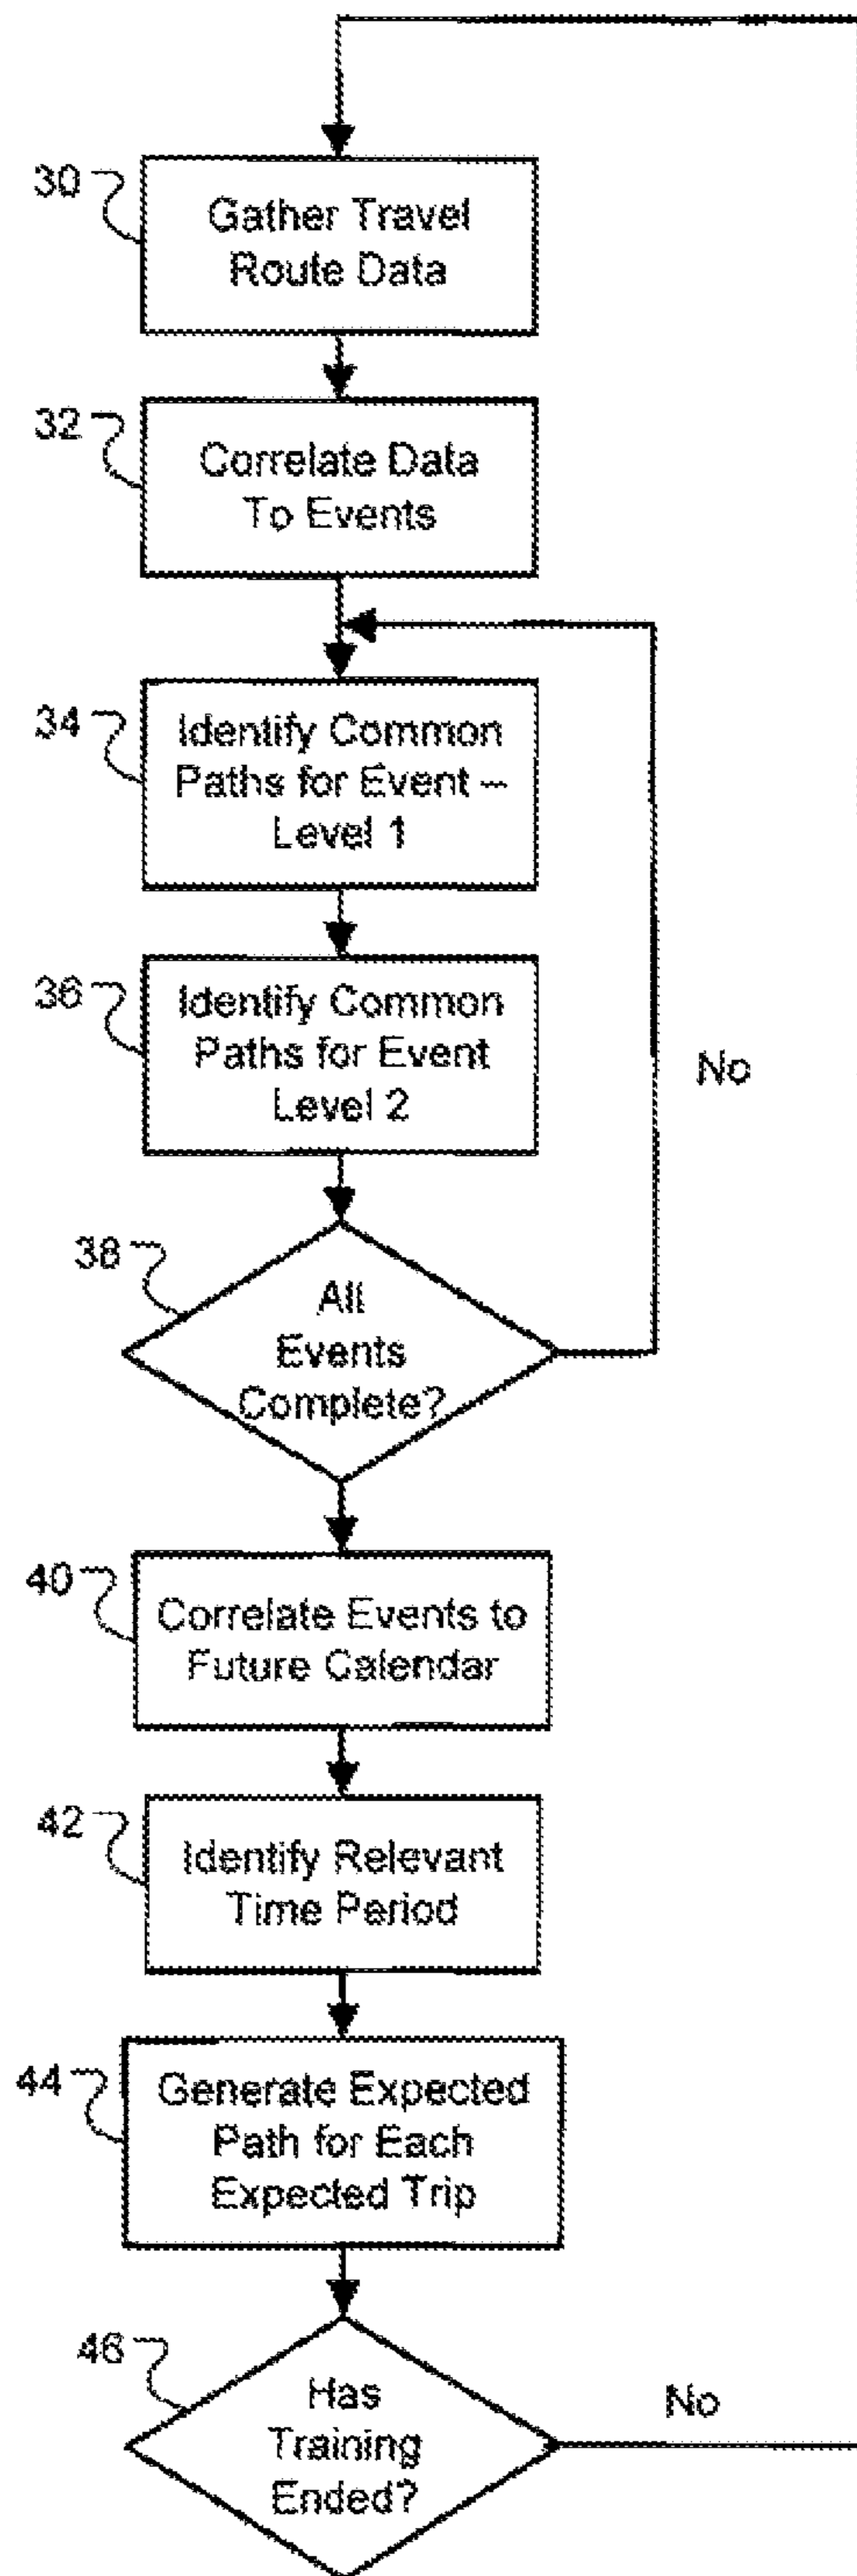 30
Gather Travel
Route Data
32
Correlate Data
To Events
34
Identify Common
Paths for Event –
Level 1
36
Identify Common
Paths for Event
Level 2
No
38
All
Events
Complete?
40
Correlate Events to
Future Calendar
42
Identify Relevant
Time Period
44
Generate Expected
Path for Each
Expected Trip
46
Has
Training
Ended?
No